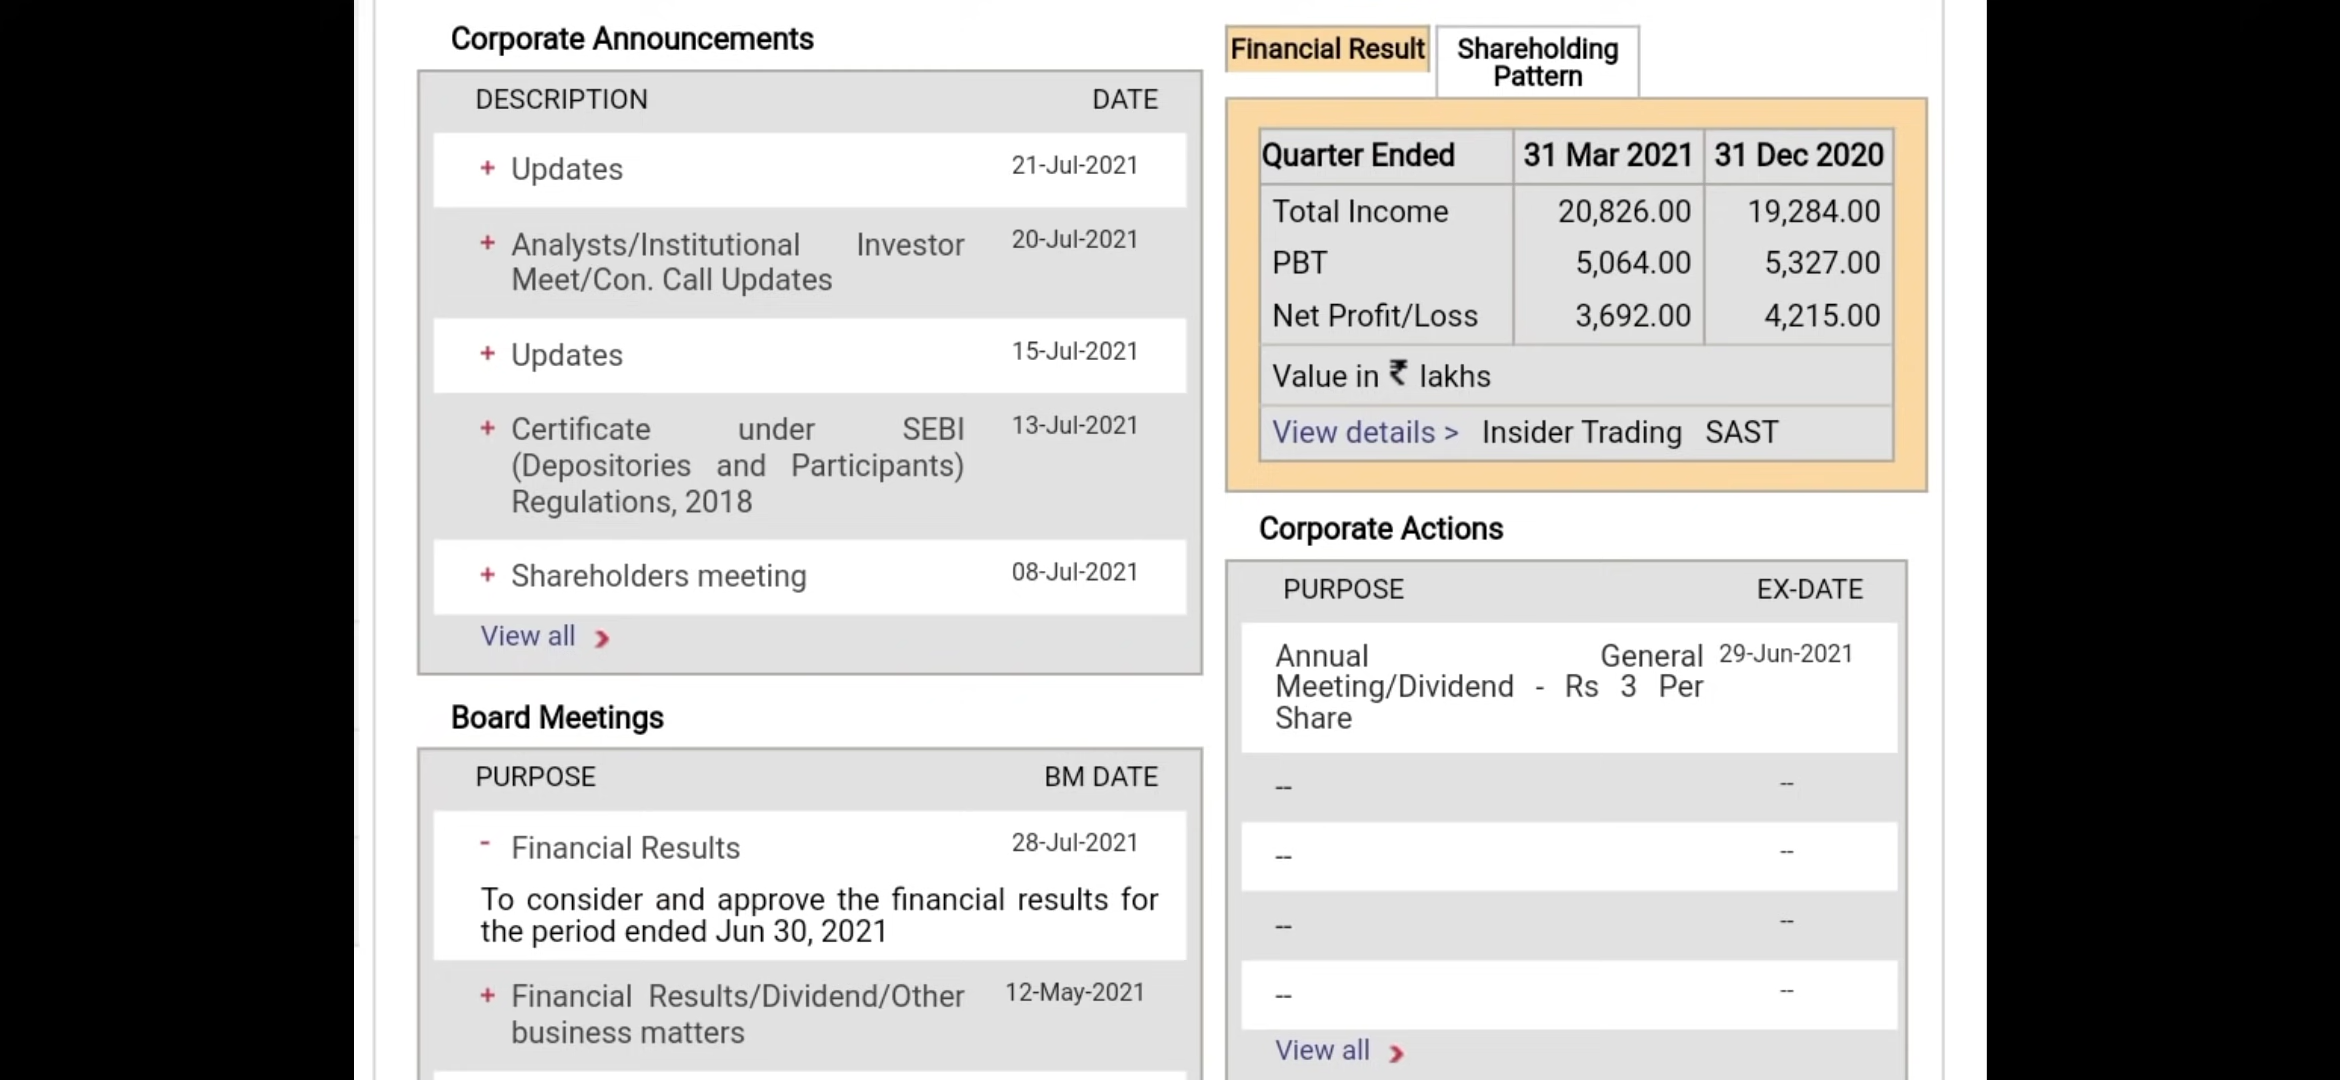 Corporate Announcements
DESCRIPTION DATE
+ Updates 21-Jul-2021
+ Analysts/Institutional Investor 20-Jul-2021
Meet/Con. Call Updates
+ Updates 15-Jul-2021
+ Certificate under SEBI 13-Jul-2021
(Depositories and Participants)
Regulations, 2018
+ Shareholders meeting 08-Jul-2021
View all
Board Meetings
PURPOSE BM DATE
- Financial Results 28-Jul-2021
To consider and approve the financial results for
the period ended Jun 30, 2021
+ Financial Results/Dividend/Other 12-May-2021
business matters
Financial Result
Shareholding
Pattern
Quarter Ended 31 Mar 2021 31 Dec 2020
Total Income 20,826.00 19,284.00
PBT 5,064.00 5,327.00
Net Profit/Loss 3,692.00 4,215.00
Value in ₹ lakhs
View details > Insider Trading SAST
Corporate Actions
PURPOSE EX-DATE
Annual General 29-Jun-2021
Meeting/Dividend - Rs 3 Per
Share
-- --
-- --
-- --
-- --
View all